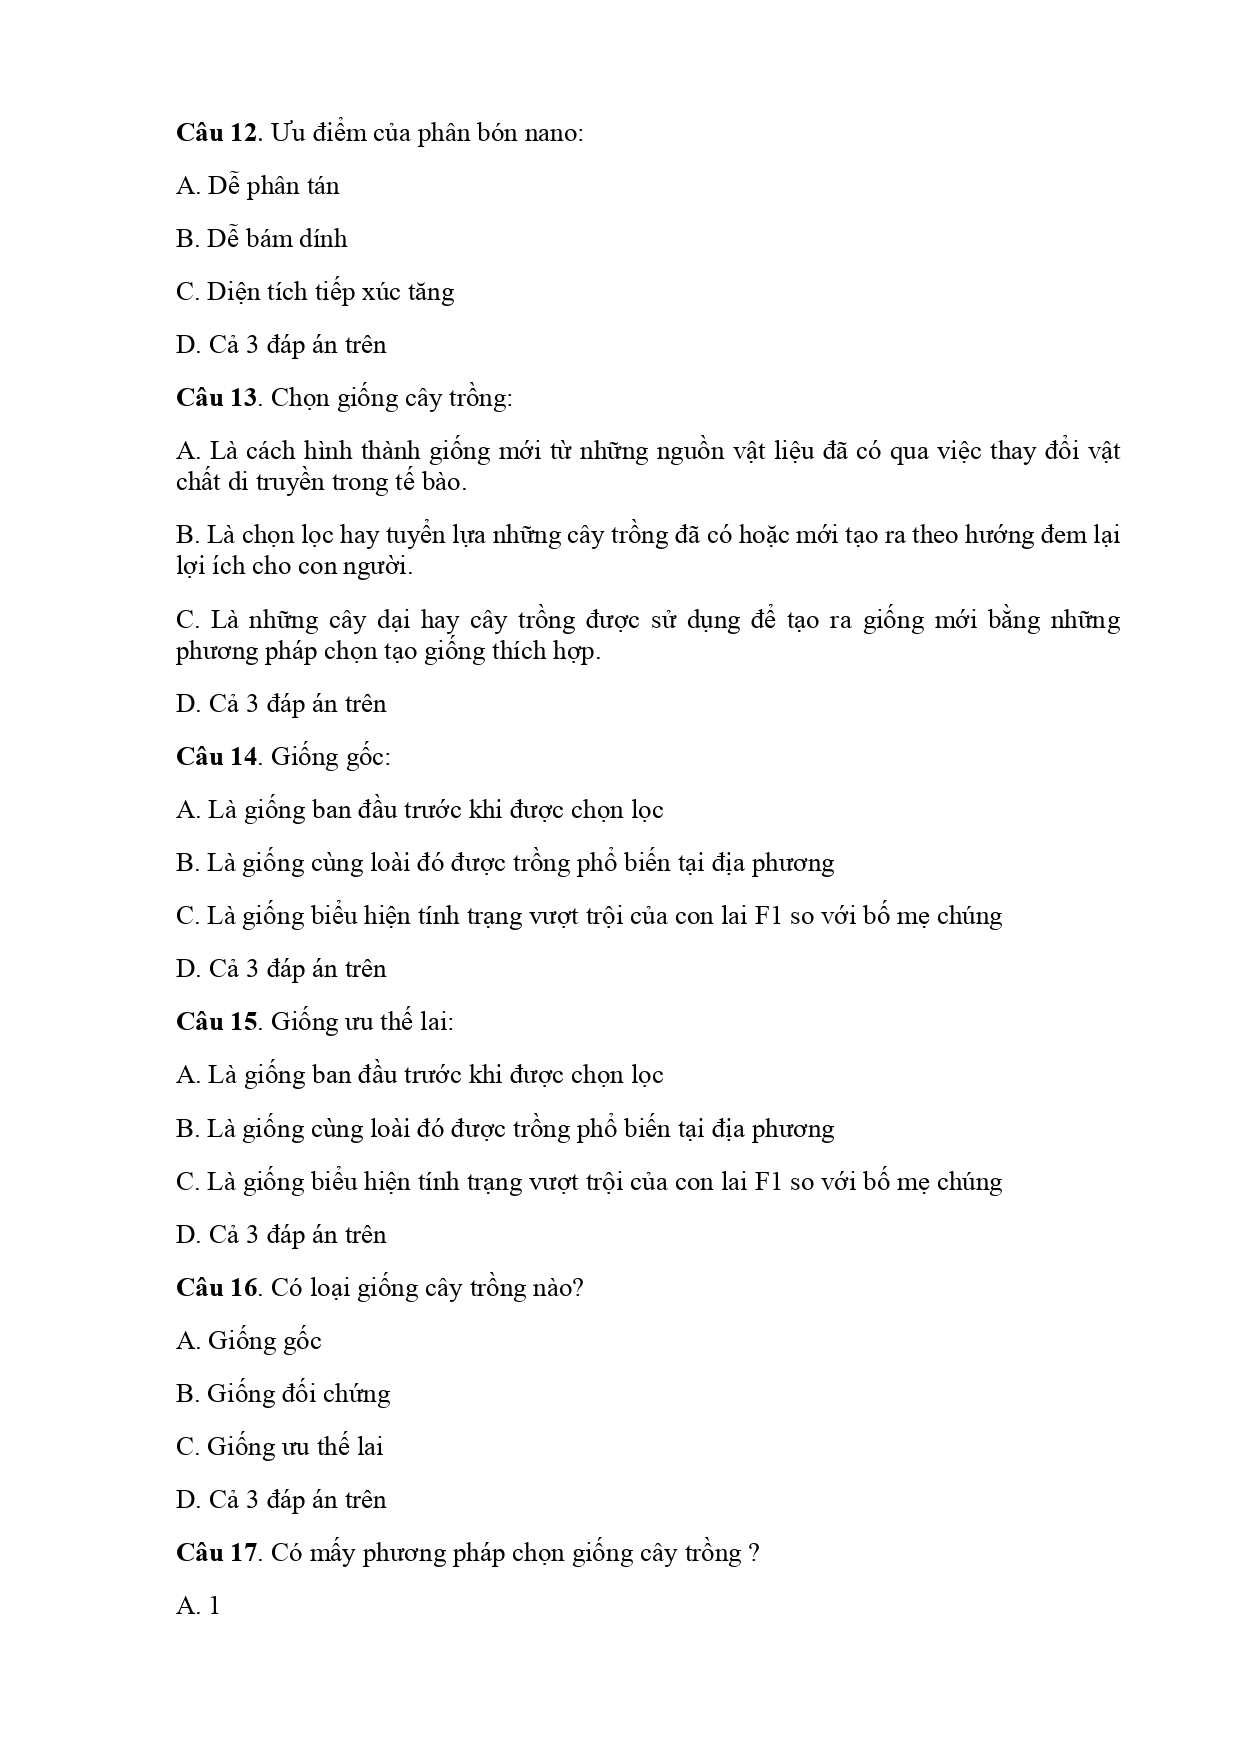 Câu 12. Ưu điểm của phân bón nano:
A. Dễ phân tán
B. Dễ bám dính
C. Diện tích tiếp xúc tăng
D. Cả 3 đáp án trên
Câu 13. Chọn giống cây trồng:
A. Là cách hình thành giống mới từ những nguồn vật liệu đã có qua việc thay đổi vật
chất di truyền trong tế bào.
B. Là chọn lọc hay tuyển lựa những cây trồng đã có hoặc mới tạo ra theo hướng đem lại
lợi ích cho con người.
C. Là những cây dại hay cây trồng được sử dụng để tạo ra giống mới bằng những
phương pháp chọn tạo giống thích hợp.
D. Cả 3 đáp án trên
Câu 14. Giống gốc:
A. Là giống ban đầu trước khi được chọn lọc
B. Là giống cùng loài đó được trồng phổ biến tại địa phương
C. Là giống biểu hiện tính trạng vượt trội của con lai F1 so với bố mẹ chúng
D. Cả 3 đáp án trên
Câu 15. Giống ưu thế lai:
A. Là giống ban đầu trước khi được chọn lọc
B. Là giống cùng loài đó được trồng phổ biến tại địa phương
C. Là giống biểu hiện tính trạng vượt trội của con lai F1 so với bố mẹ chúng
D. Cả 3 đáp án trên
Câu 16. Có loại giống cây trồng nào?
A. Giống gốc
B. Giống đối chứng
C. Giống ưu thế lai
D. Cả 3 đáp án trên
Câu 17. Có mấy phương pháp chọn giống cây trồng ?
A. 1